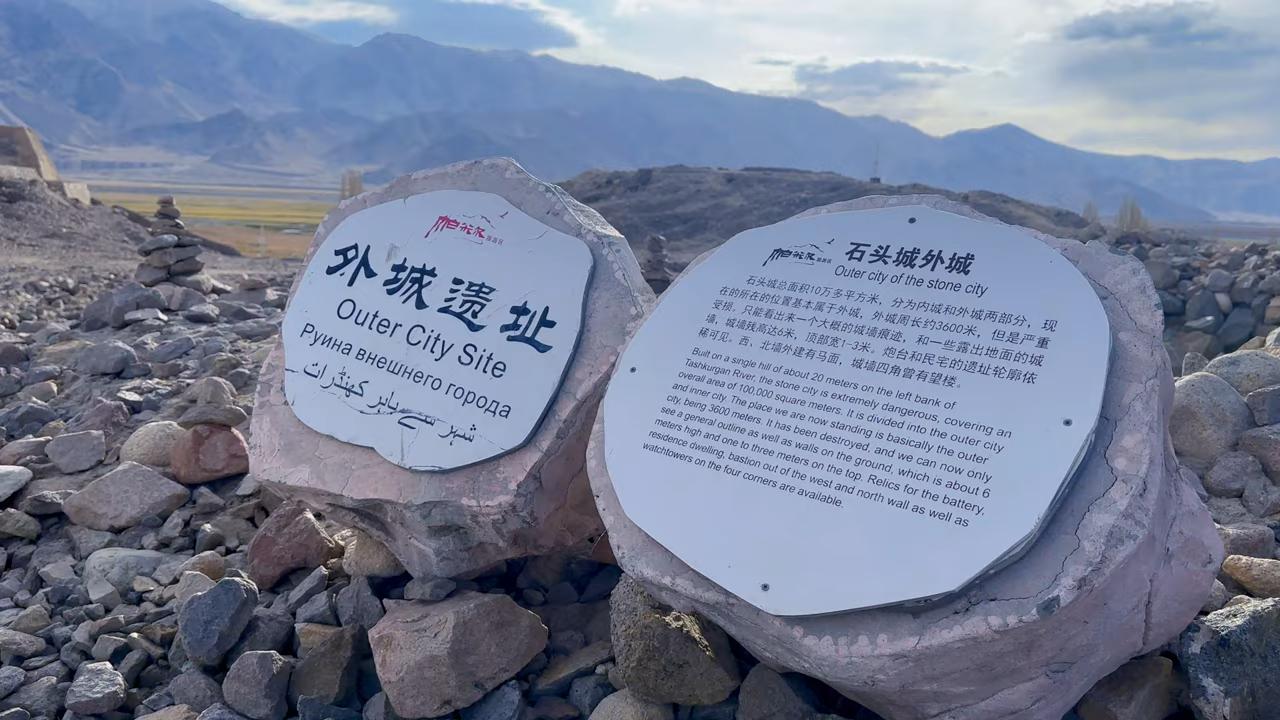 帕米尔
旅游区
外城遗址
Outer City Site
Руина внешнего города
شہر سے باہر کھنڈرات
帕米尔
旅游区
石头城外城
Outer city of the stone city
石头城总面积10万多平方米，分为内城和外城两部分，现
在的所在的位置基本属于外城，外城周长约3600米，但是严重
受损，只能看出来一个大概的城墙痕迹，和一些露出地面的城
墙，城墙残高达6米，顶部宽1-3米。炮台和民宅的遗址轮廓依
稀可见。西、北墙外建有马面，城墙四角曾有望楼。
Built on a single hill of about 20 meters on the left bank of
Tashkurgan River, the stone city is extremely dangerous, covering an
overall area of 100,000 square meters. It is divided into the outer city
and inner city. The place we are now standing is basically the outer
city, being 3600 meters. It has been destroyed, and we can now only
see a general outline as well as walls on the ground, which is about 6
meters high and one to three meters on the top. Relics for the battery,
residence dwelling, bastion out of the west and north wall as well as
watchtowers on the four corners are available.